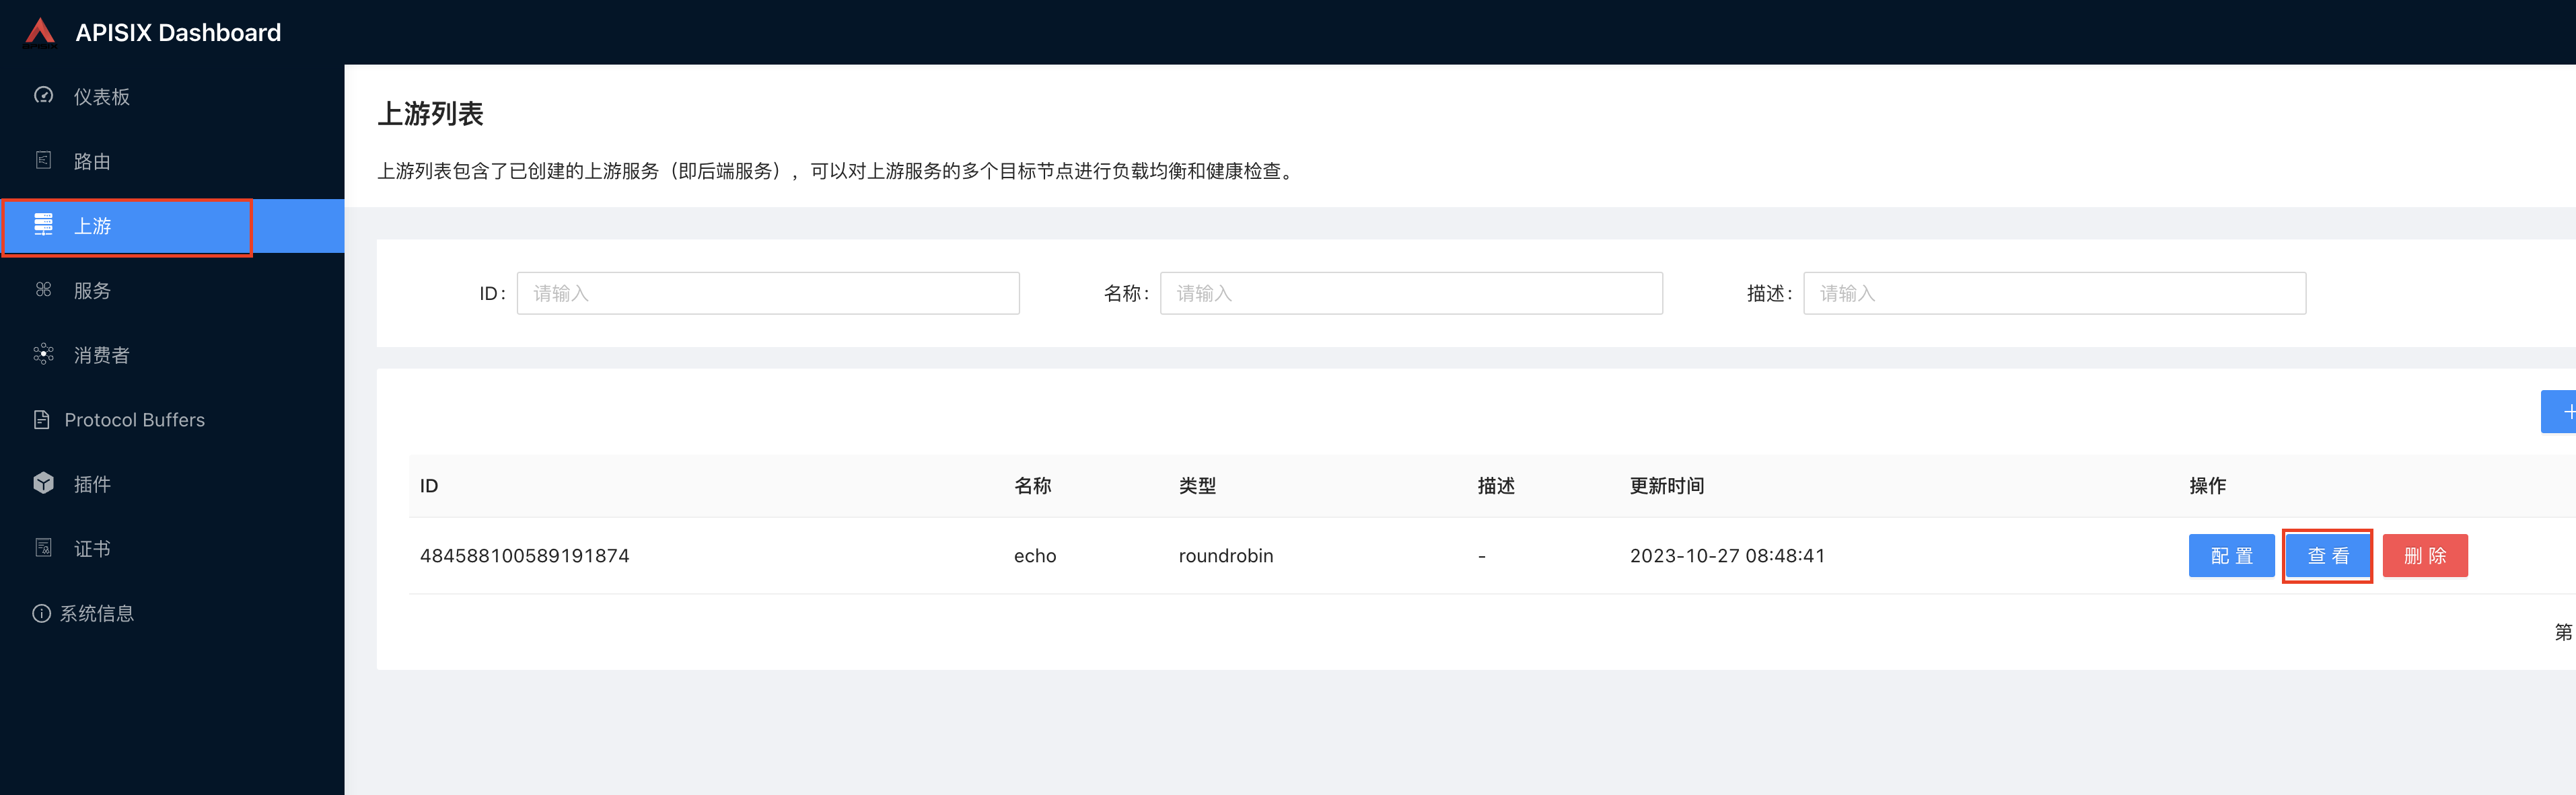 APISIX Dashboard
仪表板
路由
上游
服务
消费者
Protocol Buffers
插件
证书
系统信息
上游列表
上游列表包含了已创建的上游服务（即后端服务），可以对上游服务的多个目标节点进行负载均衡和健康检查。
ID: 请输入 名称: 请输入 描述: 请输入
ID 名称 类型 描述 更新时间 操作
484588100589191874 echo roundrobin - 2023-10-27 08:48:41 配置 查看 删除
第